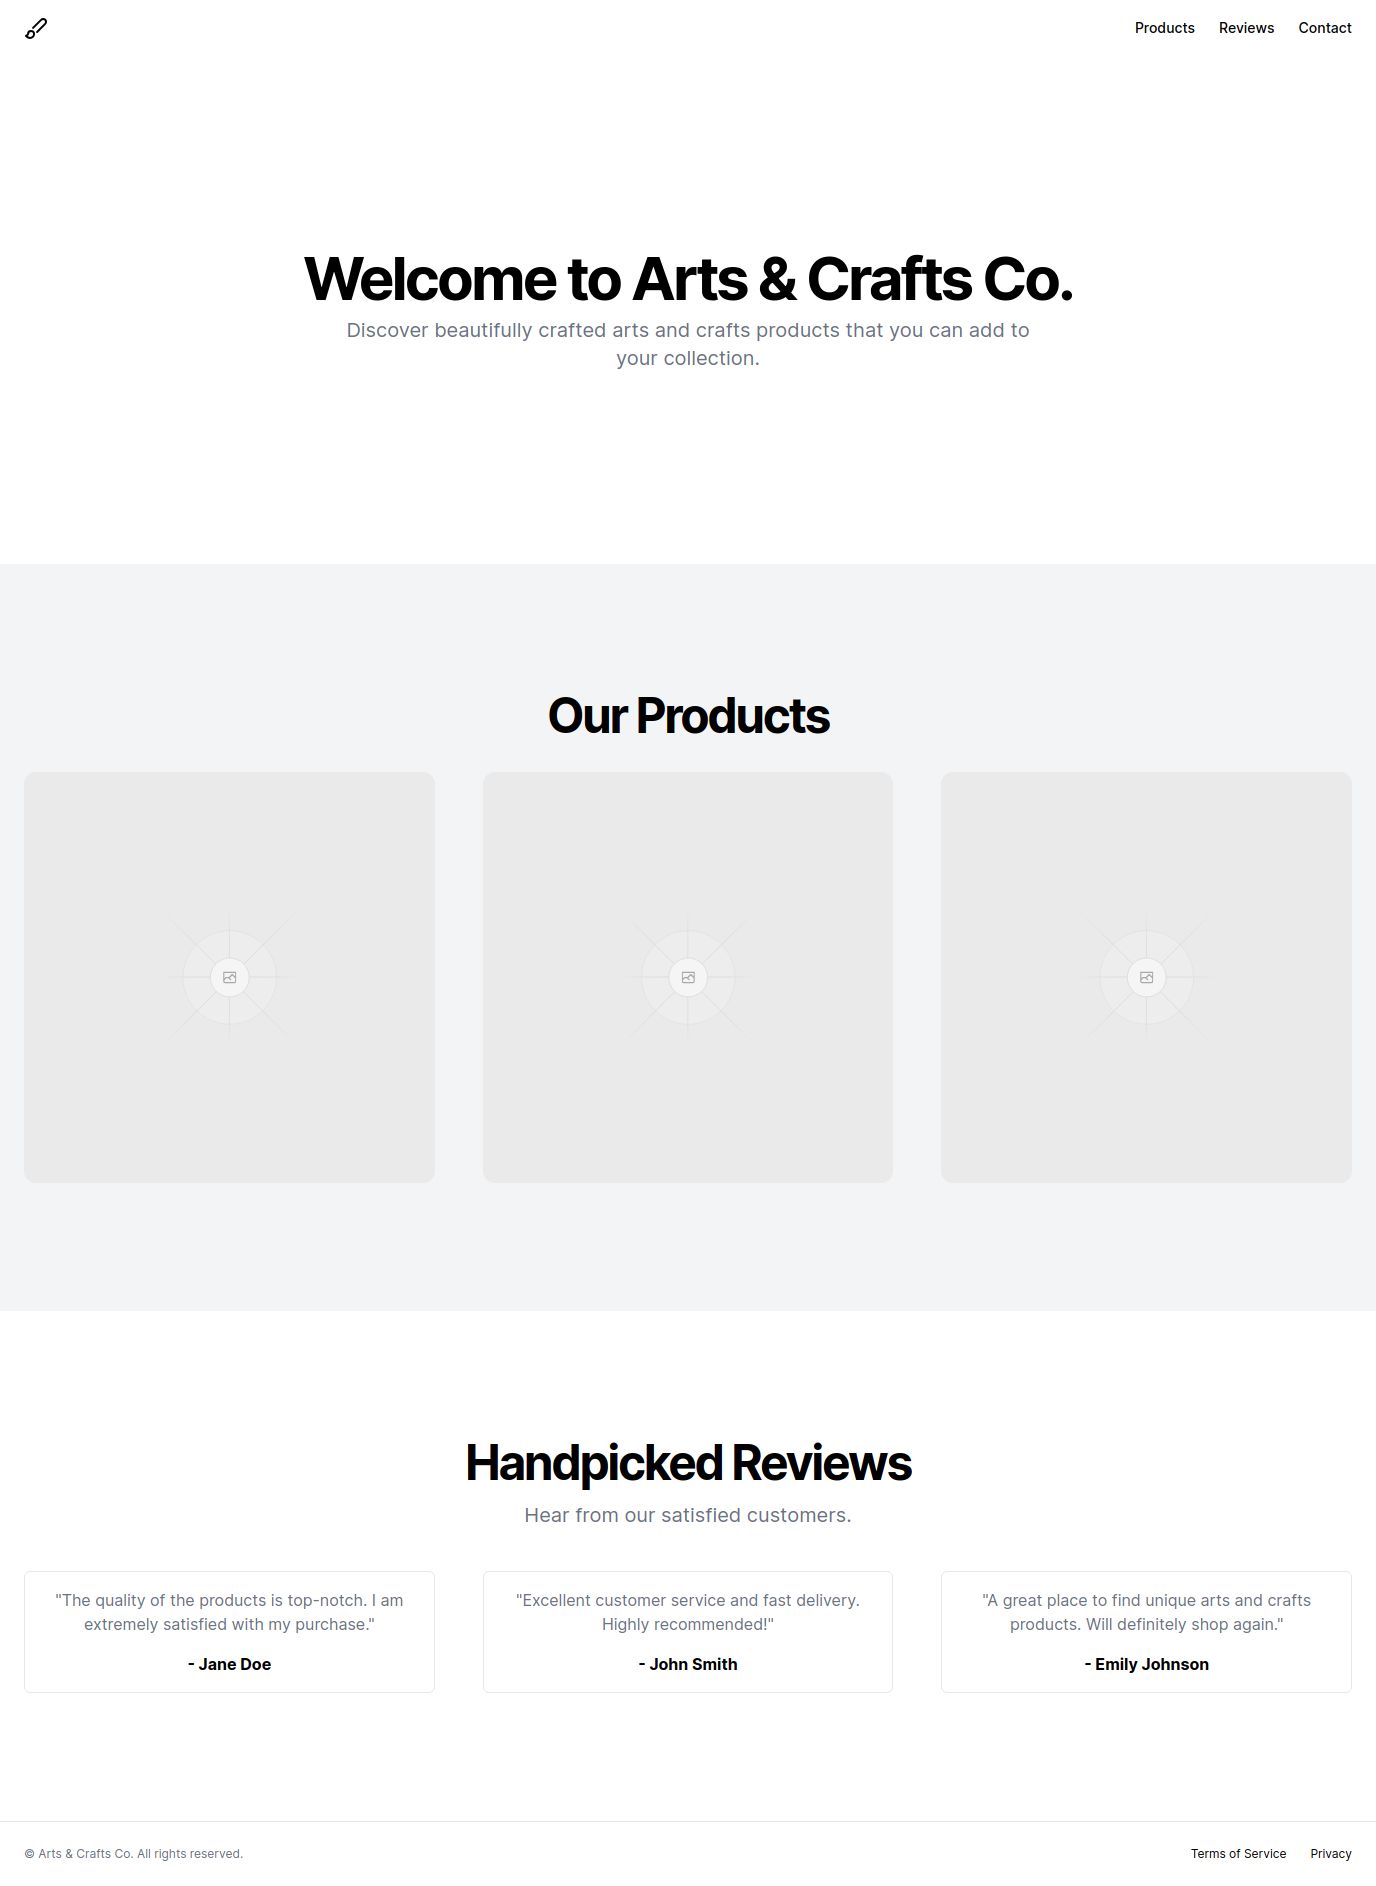 Products Reviews Contact
Welcome to Arts & Crafts Co.
Discover beautifully crafted arts and crafts products that you can add to
your collection.
Our Products
Handpicked Reviews
Hear from our satisfied customers.
"The quality of the products is top-notch. I am
extremely satisfied with my purchase."
- Jane Doe
"Excellent customer service and fast delivery.
Highly recommended!"
- John Smith
"A great place to find unique arts and crafts
products. Will definitely shop again."
- Emily Johnson
© Arts & Crafts Co. All rights reserved.
Terms of Service Privacy